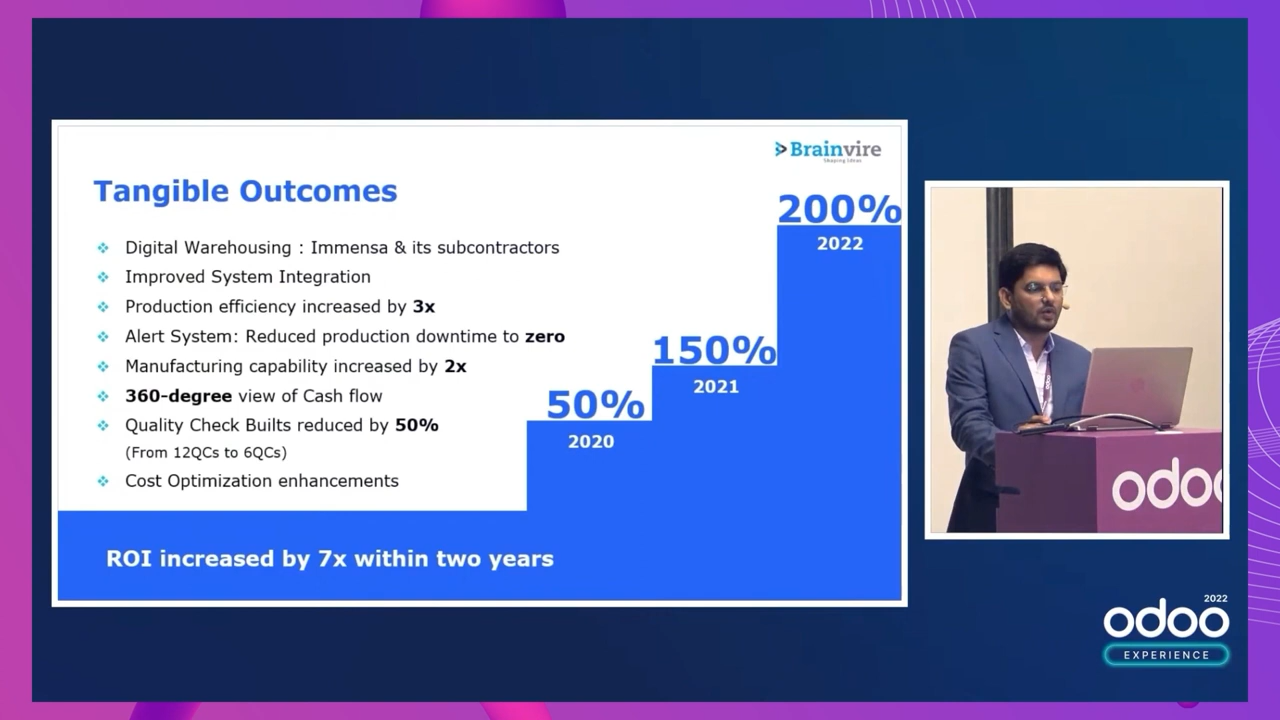 Brainvire
Shaping Ideas
Tangible Outcomes
Digital Warehousing : Immensa & its subcontractors
Improved System Integration
Production efficiency increased by 3x
Alert System: Reduced production downtime to zero
Manufacturing capability increased by 2x
360-degree view of Cash flow
Quality Check Builts reduced by 50%
(From 12QCs to 6QCs)
Cost Optimization enhancements
50%
2020
150%
2021
200%
2022
ROI increased by 7x within two years
odoo
odoo
2022
odoo
EXPERIENCE